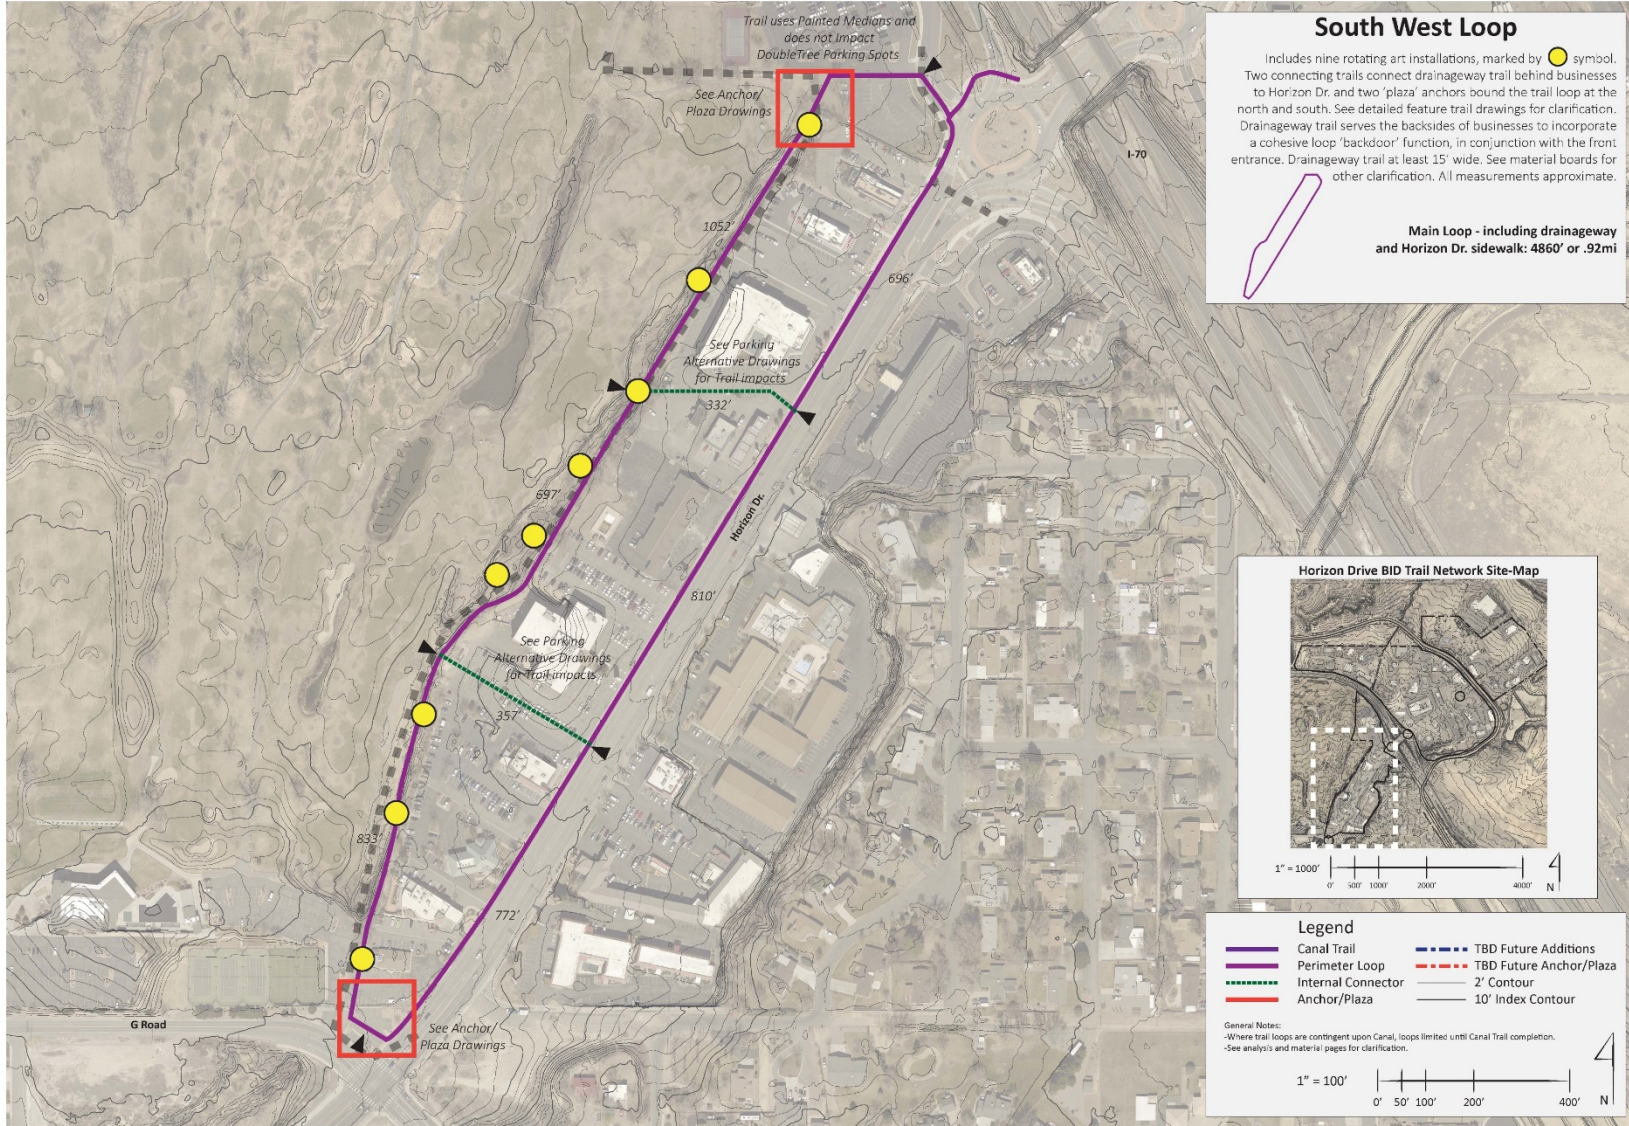 Trail uses Painted Medians and
does not Impact
DoubleTree Parking Spots
See Anchor/
Plaza Drawings
I-70
1052'
696'
See Parking
Alternative Drawings
for Trail impacts
332'
697'
Horizon Dr.
810'
See Parking
Alternative Drawings
for Trail impacts
357'
833'
772'
G Road
See Anchor/
Plaza Drawings
South West Loop
Includes nine rotating art installations, marked by symbol.
Two connecting trails connect drainageway trail behind businesses
to Horizon Dr. and two 'plaza' anchors bound the trail loop at the
north and south. See detailed feature trail drawings for clarification.
Drainageway trail serves the backsides of businesses to incorporate
a cohesive loop 'backdoor' function, in conjunction with the front
entrance. Drainageway trail at least 15' wide. See material boards for
other clarification. All measurements approximate.
Main Loop - including drainageway
and Horizon Dr. sidewalk: 4860' or .92mi
Horizon Drive BID Trail Network Site-Map
1" = 1000'
0' 500' 1000' 2000' 4000'
N
Legend
Canal Trail
Perimeter Loop
Internal Connector
Anchor/Plaza
TBD Future Additions
TBD Future Anchor/Plaza
2' Contour
10' Index Contour
General Notes:
-Where trail loops are contingent upon Canal, loops limited until Canal Trail completion.
-See analysis and material pages for clarification.
1" = 100'
0' 50' 100' 200' 400'
N